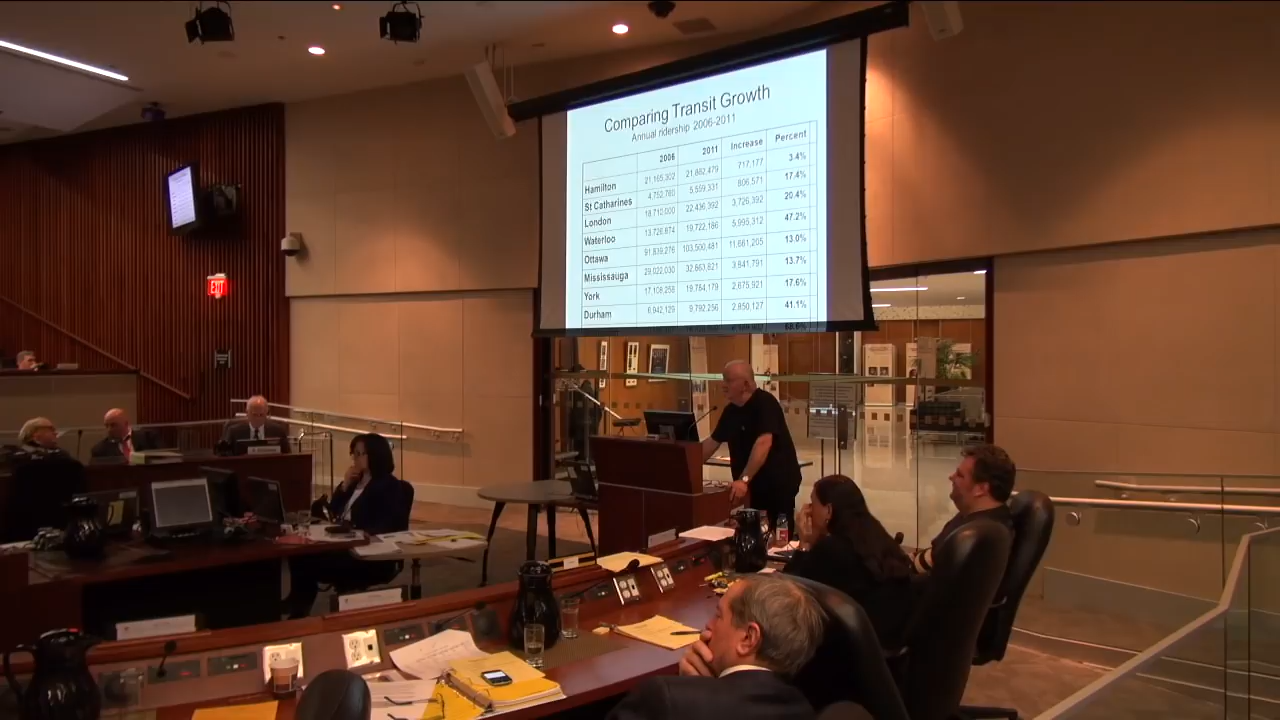 Comparing Transit Growth
Annual ridership 2006-2011
2006 2011 Increase Percent
Hamilton 21,165,302 21,882,479 717,177 3.4%
St Catharines 4,752,760 5,559,331 806,571 17.4%
London 18,710,000 22,436,392 3,726,392 20.4%
Waterloo 13,726,874 19,722,186 5,995,312 47.2%
Ottawa 91,839,276 103,500,481 11,661,205 13.0%
Mississauga 29,022,030 32,863,821 3,841,791 13.7%
York 17,108,258 19,784,179 2,675,921 17.6%
Durham 6,942,129 9,792,256 2,850,127 41.1%
EXIT